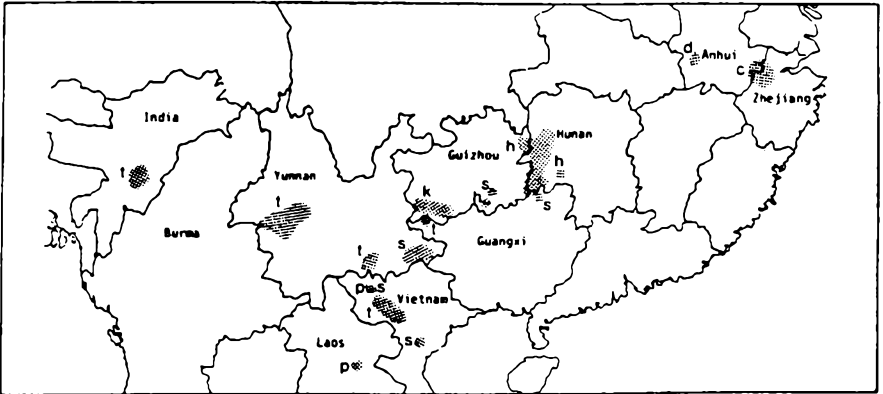 d Anhui
c
Zhejiang
India
Hunan
h
Guizhou
h
t
Yunnan
k
s
t
s
Burma
Guangxi
s
t
p s
Vietnam
t
Laos
s
p